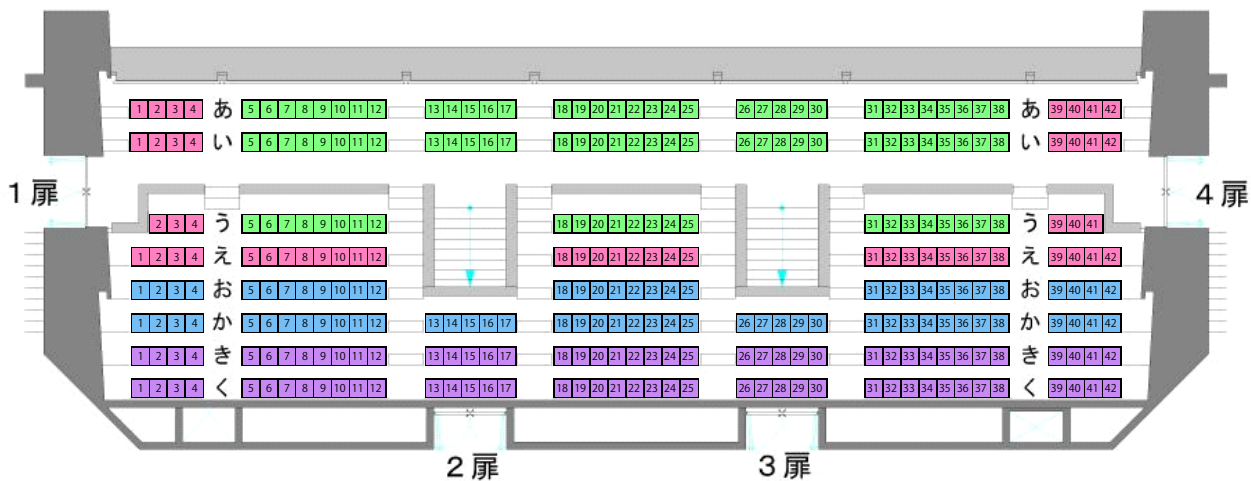 1 2 3 4 あ 5 6 7 8 9 10 11 12 13 14 15 16 17 18 19 20 21 22 23 24 25 26 27 28 29 30 31 32 33 34 35 36 37 38 あ 39 40 41 42
1 2 3 4 い 5 6 7 8 9 10 11 12 13 14 15 16 17 18 19 20 21 22 23 24 25 26 27 28 29 30 31 32 33 34 35 36 37 38 い 39 40 41 42
1扉 4扉
2 3 4 う 5 6 7 8 9 10 11 12 18 19 20 21 22 23 24 25 31 32 33 34 35 36 37 38 う 39 40 41
1 2 3 4 え 5 6 7 8 9 10 11 12 18 19 20 21 22 23 24 25 31 32 33 34 35 36 37 38 え 39 40 41 42
1 2 3 4 お 5 6 7 8 9 10 11 12 18 19 20 21 22 23 24 25 31 32 33 34 35 36 37 38 お 39 40 41 42
1 2 3 4 か 5 6 7 8 9 10 11 12 13 14 15 16 17 18 19 20 21 22 23 24 25 26 27 28 29 30 31 32 33 34 35 36 37 38 か 39 40 41 42
1 2 3 4 き 5 6 7 8 9 10 11 12 13 14 15 16 17 18 19 20 21 22 23 24 25 26 27 28 29 30 31 32 33 34 35 36 37 38 き 39 40 41 42
1 2 3 4 く 5 6 7 8 9 10 11 12 13 14 15 16 17 18 19 20 21 22 23 24 25 26 27 28 29 30 31 32 33 34 35 36 37 38 く 39 40 41 42
2扉 3扉